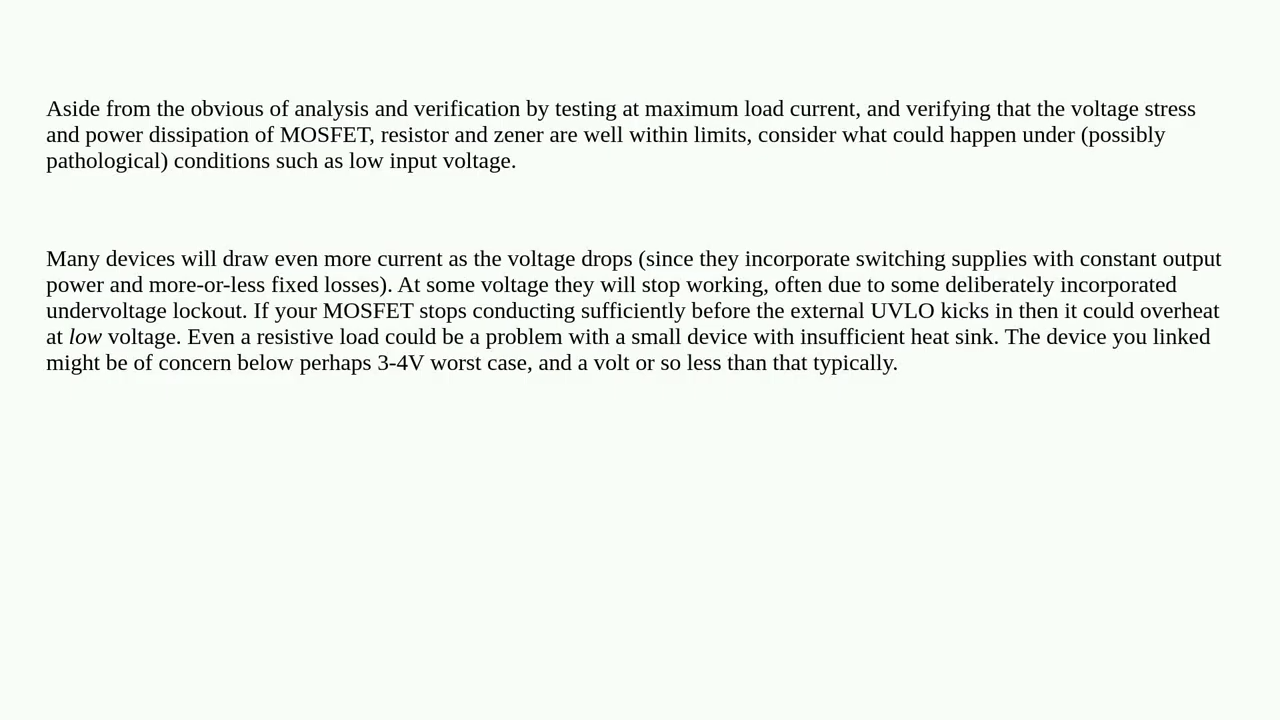 Aside from the obvious of analysis and verification by testing at maximum load current, and verifying that the voltage stress
and power dissipation of MOSFET, resistor and zener are well within limits, consider what could happen under (possibly
pathological) conditions such as low input voltage.
Many devices will draw even more current as the voltage drops (since they incorporate switching supplies with constant output
power and more-or-less fixed losses). At some voltage they will stop working, often due to some deliberately incorporated
undervoltage lockout. If your MOSFET stops conducting sufficiently before the external UVLO kicks in then it could overheat
at low voltage. Even a resistive load could be a problem with a small device with insufficient heat sink. The device you linked
might be of concern below perhaps 3-4V worst case, and a volt or so less than that typically.